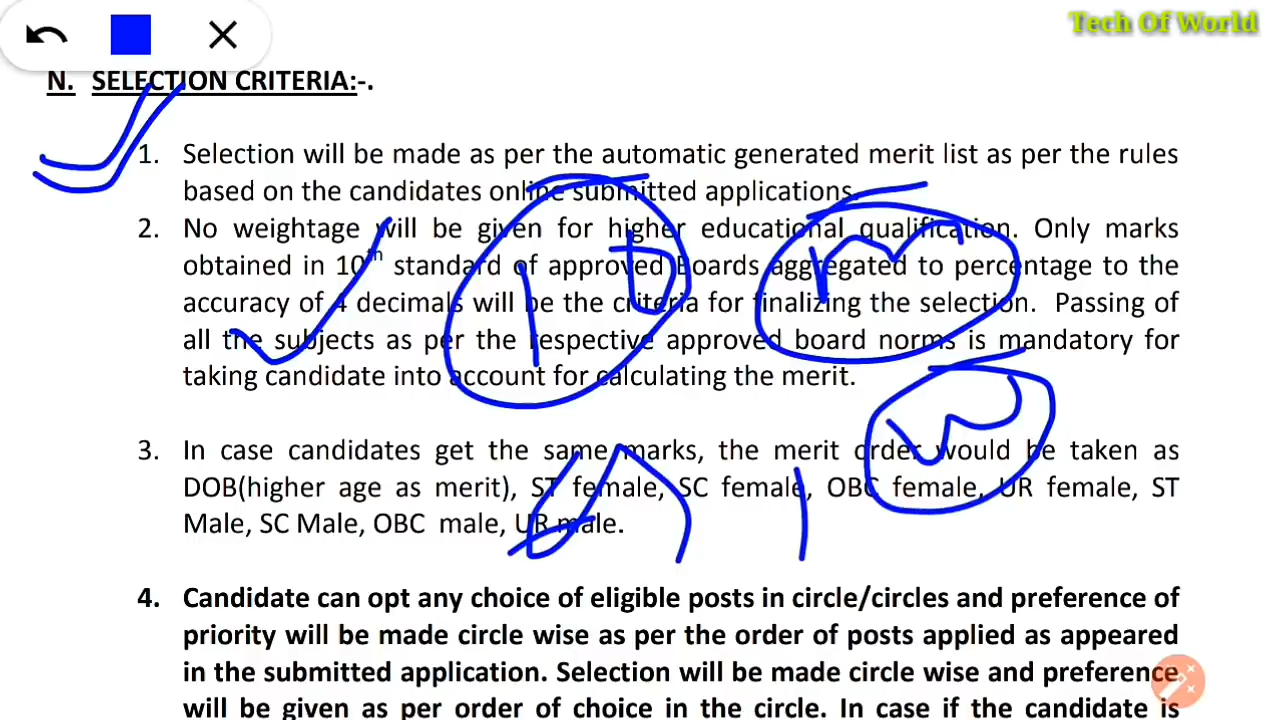 Tech Of World
N. SELECTION CRITERIA:-.
1. Selection will be made as per the automatic generated merit list as per the rules
based on the candidates online submitted applications.
2. No weightage will be given for higher educational qualification. Only marks
obtained in 10th standard of approved Boards aggregated to percentage to the
accuracy of 4 decimals will be the criteria for finalizing the selection. Passing of
all the subjects as per the respective approved board norms is mandatory for
taking candidate into account for calculating the merit.
3. In case candidates get the same marks, the merit order would be taken as
DOB(higher age as merit), ST female, SC female, OBC female, UR female, ST
Male, SC Male, OBC male, UR male.
4. Candidate can opt any choice of eligible posts in circle/circles and preference of
priority will be made circle wise as per the order of posts applied as appeared
in the submitted application. Selection will be made circle wise and preference
will be given as per order of choice in the circle. In case if the candidate is